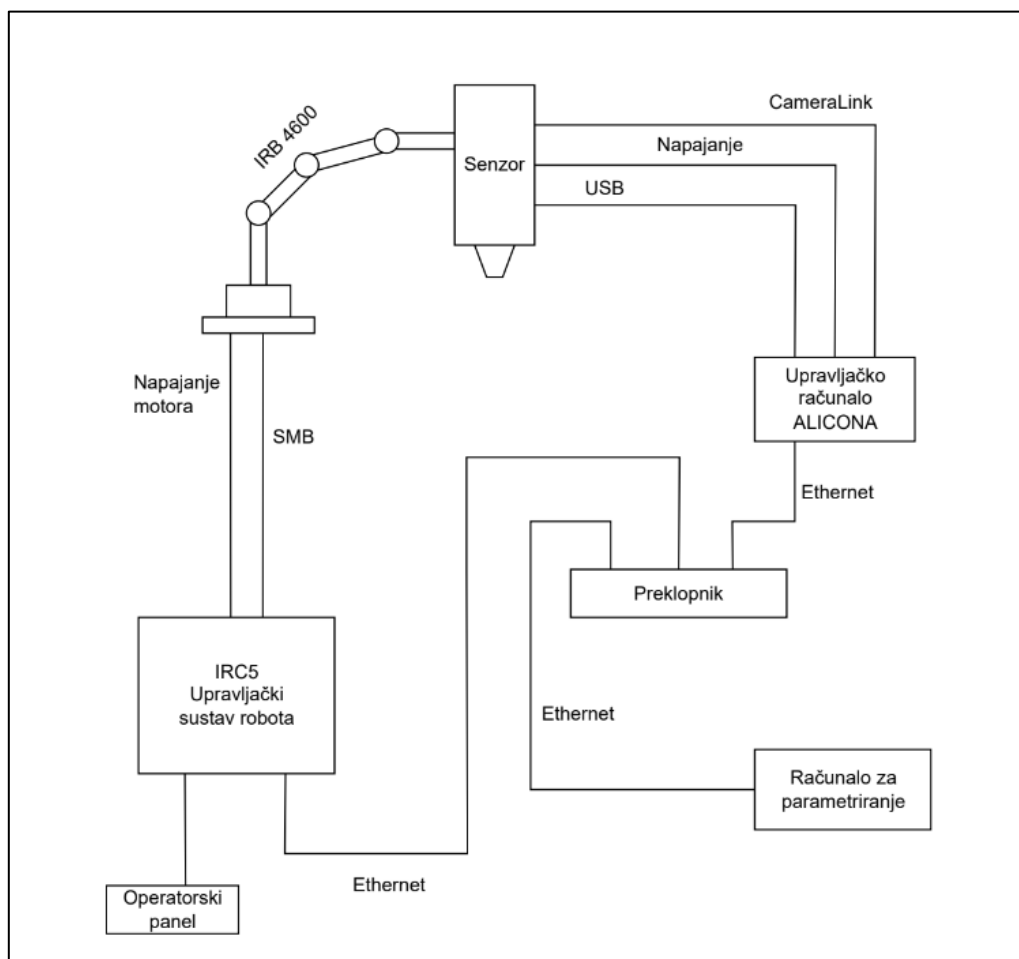 CameraLink
IRB 4600
Napajanje
Senzor
USB
Upravljačko
računalo
ALICONA
Napajanje
motora
SMB
Ethernet
Preklopnik
IRC5
Upravljački
sustav robota
Ethernet
Računalo za
parametriranje
Ethernet
Operatorski
panel